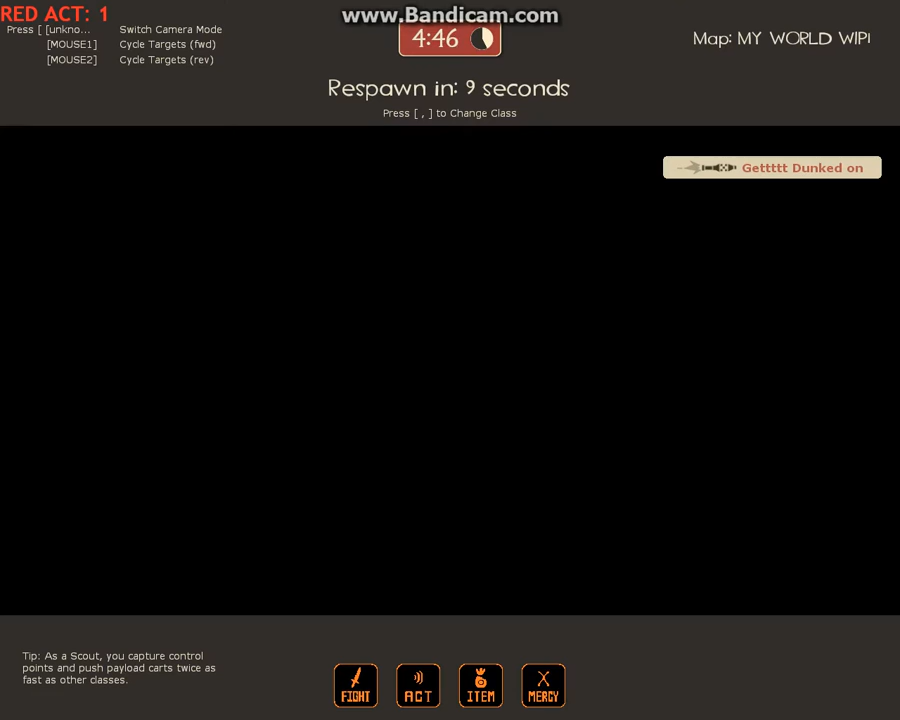 RED ACT: 1
www.Bandicam.com
Press [ [unkno... Switch Camera Mode
[MOUSE1] Cycle Targets (fwd)
[MOUSE2] Cycle Targets (rev)
4:46
Map: MY WORLD WIP!
Respawn in: 9 seconds
Press [ , ] to Change Class
Gettttt Dunked on
Tip: As a Scout, you capture control
points and push payload carts twice as
fast as other classes.
FIGHT ACT ITEM MERCY